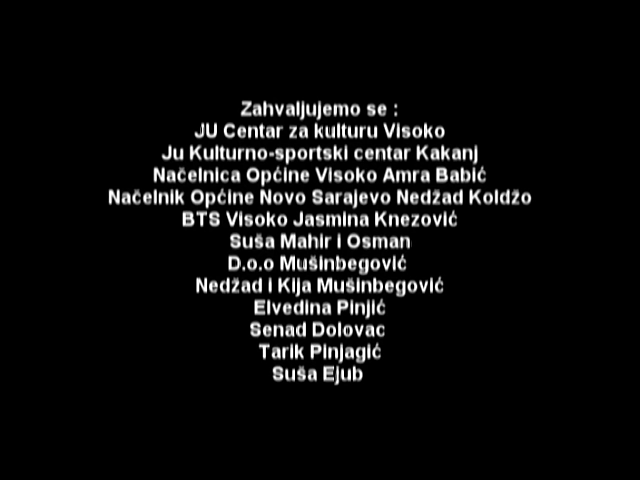 Zahvaljujemo se :
JU Centar za kulturu Visoko
Ju Kulturno-sportski centar Kakanj
Načelnica Općine Visoko Amra Babić
Načelnik Općine Novo Sarajevo Nedžad Koldžo
BTS Visoko Jasmina Knezović
Suša Mahir i Osman
D.o.o Mušinbegović
Nedžad i Kija Mušinbegović
Elvedina Pinjić
Senad Dolovac
Tarik Pinjagić
Suša Ejub